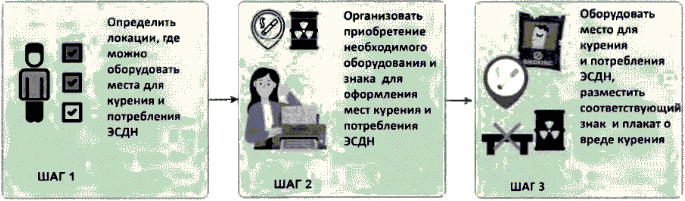 Определить
локации, где
можно
оборудовать
места для
курения и
потребления
ЭСДН
ШАГ 1
Организовать
приобретение
необходимого
оборудования и
знака для
оформления
мест курения и
потребления
ЭСДН
ШАГ 2
Оборудовать
место для
курения
и потребления
ЭСДН,
разместить
соответствующий
знак и плакат о
вреде курения
ШАГ 3